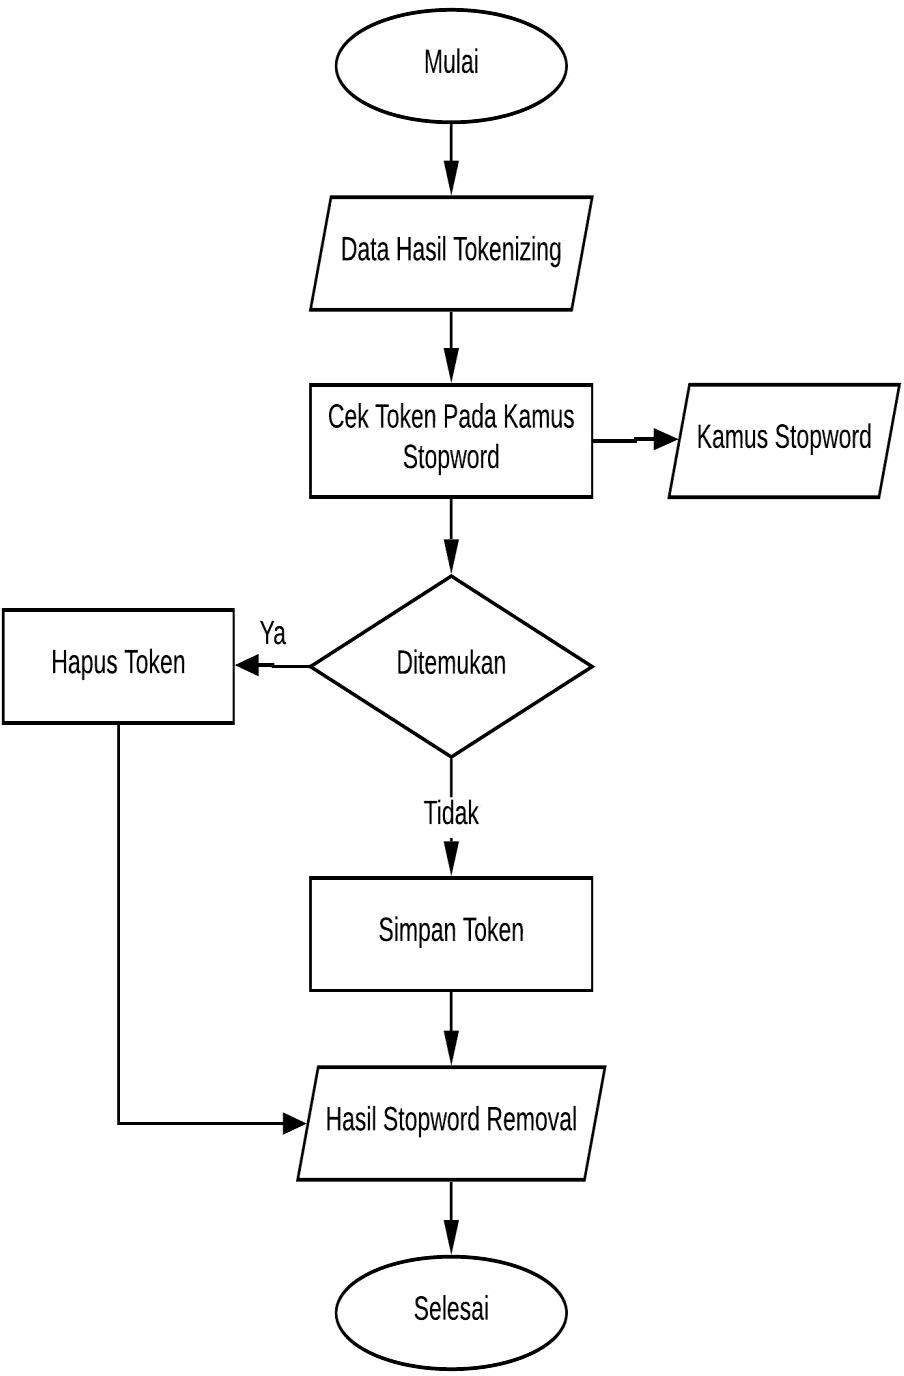 Mulai
Data Hasil Tokenizing
Cek Token Pada Kamus
Stopword
Kamus Stopword
Ya
Hapus Token
Ditemukan
Tidak
Simpan Token
Hasil Stopword Removal
Selesai